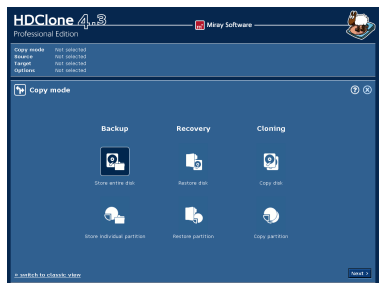 HDClone 4.3
Professional Edition
Miray Software
Copy mode Not selected
Source Not selected
Target Not selected
Options Not selected
Copy mode
Backup Recovery Cloning
Store entire disk Restore disk Copy disk
Store individual partition Restore partition Copy partition
» switch to classic view
Next >